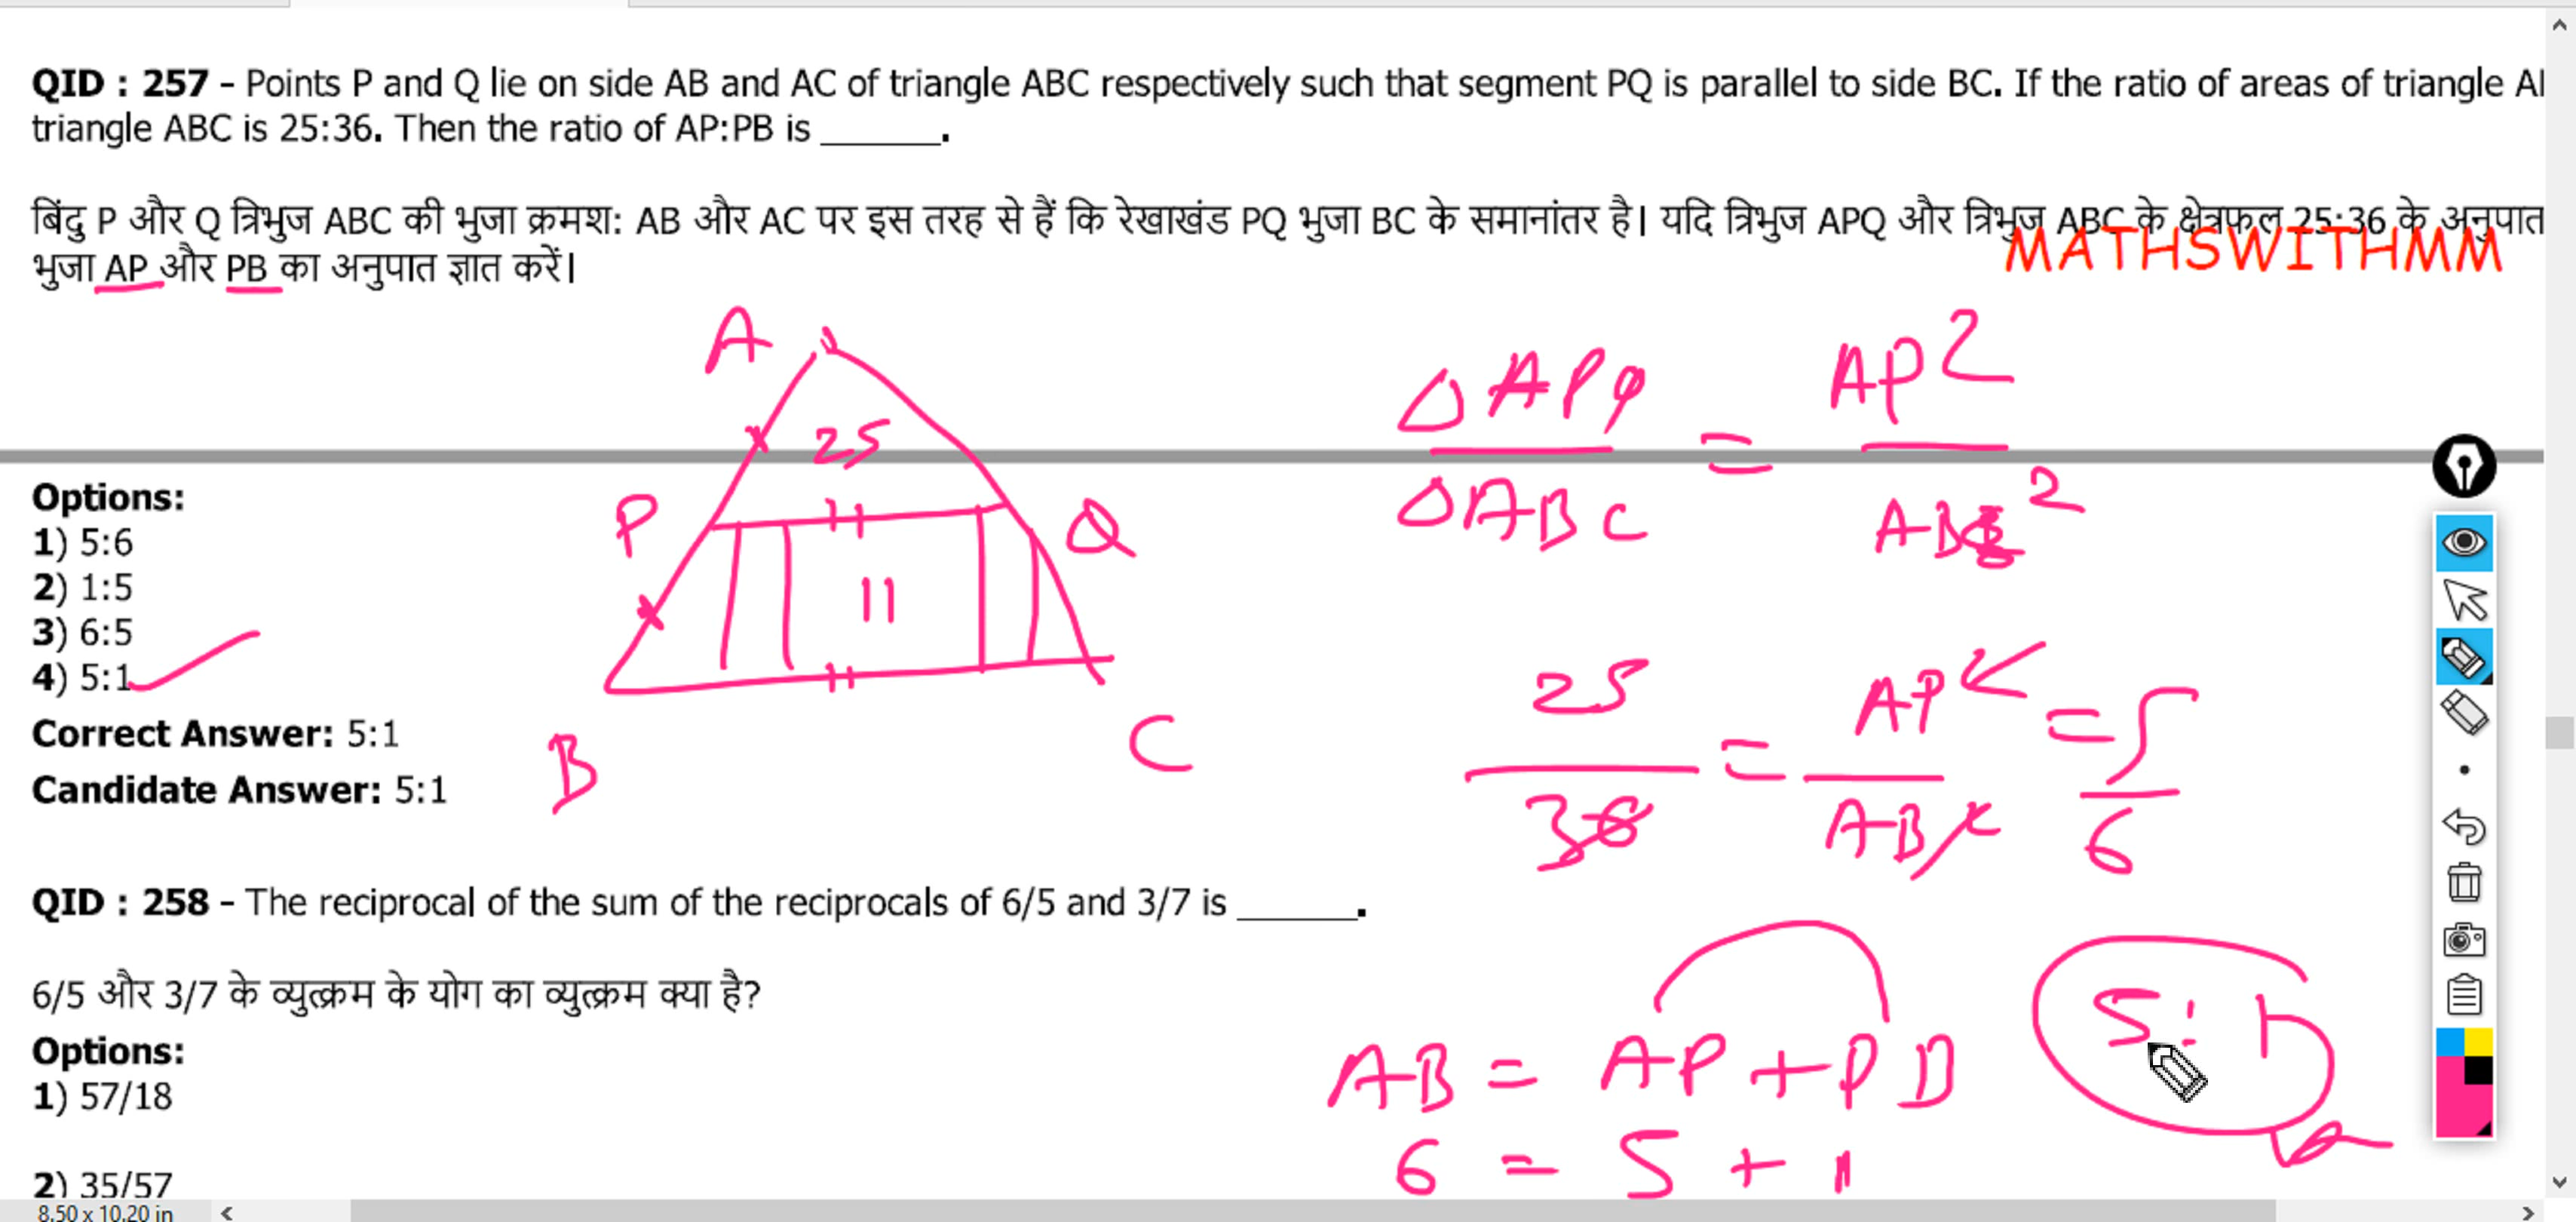 QID : 257 - Points P and Q lie on side AB and AC of triangle ABC respectively such that segment PQ is parallel to side BC. If the ratio of areas of triangle
triangle ABC is 25:36. Then the ratio of AP:PB is ______.
बिंदु P और Q त्रिभुज ABC की भुजा क्रमश: AB और AC पर इस तरह से हैं कि रेखाखंड PQ भुजा BC के समानांतर है। यदि त्रिभुज APQ और त्रिभुज ABC के क्षेत्रफल 25:36 के अनुपात
भुजा AP और PB का अनुपात ज्ञात करें।
MATHSWITHMM
A
25
P
Q
11
B
C
△APQ = AP²
△ABC AB²
Options:
1) 5:6
2) 1:5
3) 6:5
4) 5:1
Correct Answer: 5:1
Candidate Answer: 5:1
25 = AP = 5
36 AB 6
QID : 258 - The reciprocal of the sum of the reciprocals of 6/5 and 3/7 is ______.
6/5 और 3/7 के व्युत्क्रम के योग का व्युत्क्रम क्या है?
Options:
1) 57/18
2) 35/57
AB = AP + PB
6 = 5 + 1
5:1
8.50 x 10.20 in